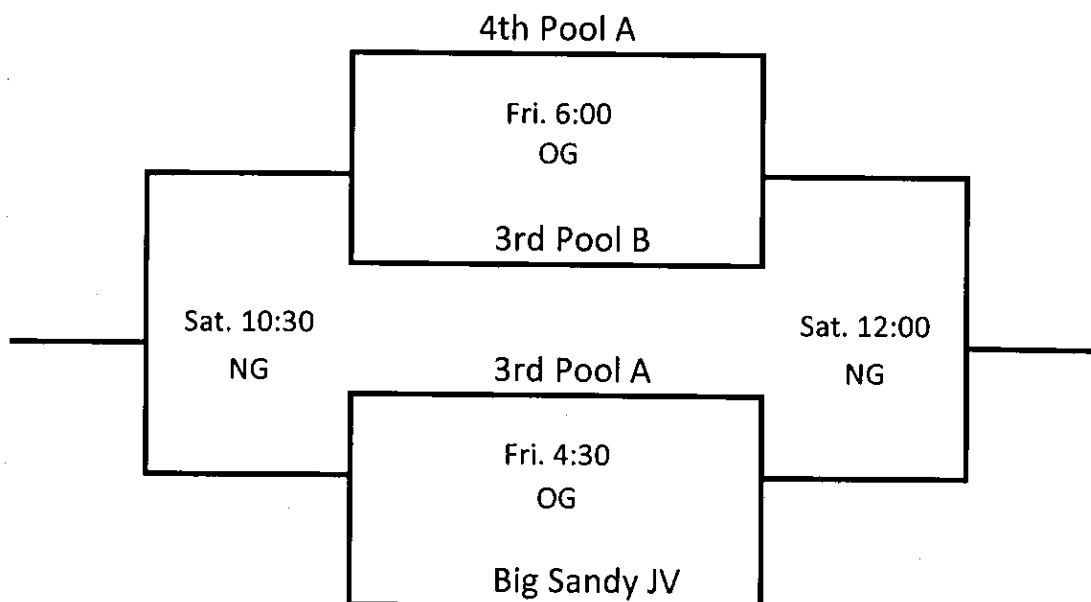 4th Pool A
Fri. 6:00
OG
3rd Pool B
Sat. 10:30
NG
Sat. 12:00
NG
3rd Pool A
Fri. 4:30
OG
Big Sandy JV